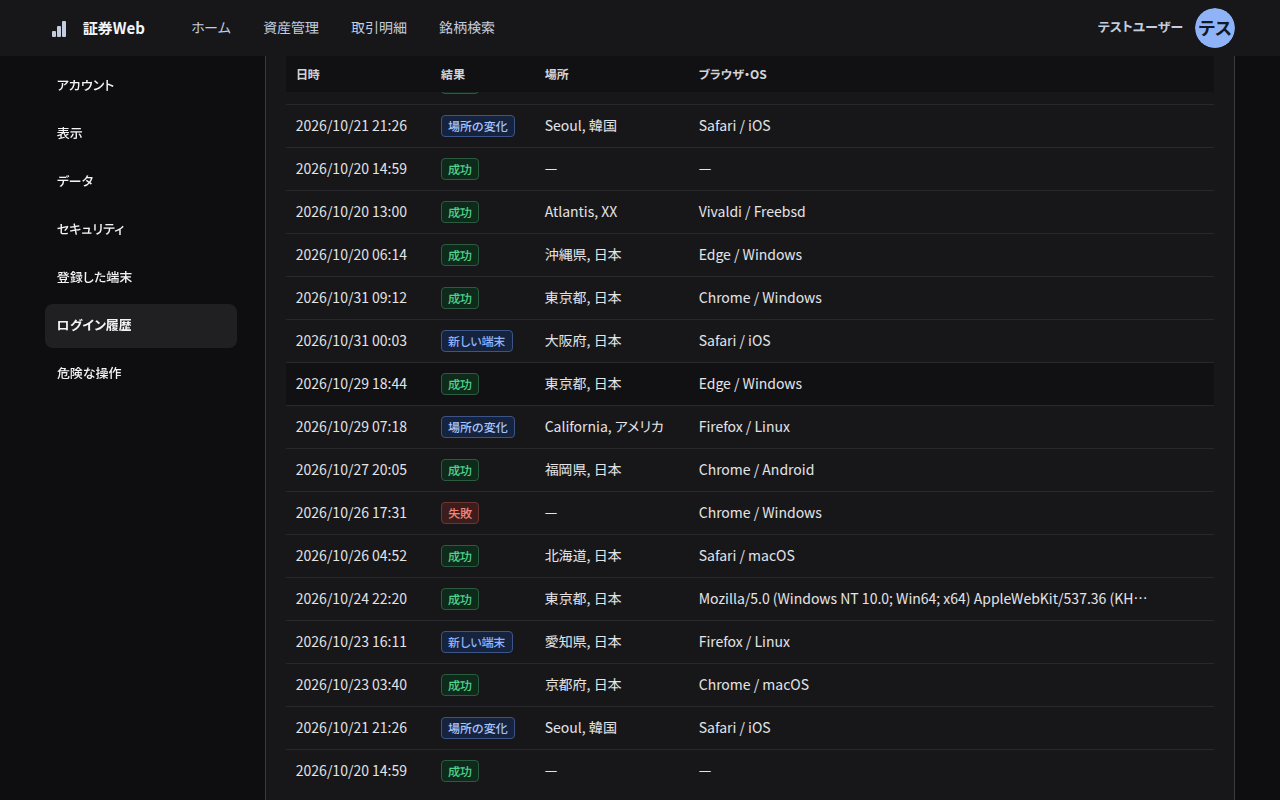 証券Web ホーム 資産管理 取引明細 銘柄検索 テストユーザー テス
アカウント
表示
データ
セキュリティ
登録した端末
ログイン履歴
危険な操作
日時 結果 場所 ブラウザ・OS
2026/10/21 21:26 場所の変化 Seoul, 韓国 Safari / iOS
2026/10/20 14:59 成功 — —
2026/10/20 13:00 成功 Atlantis, XX Vivaldi / Freebsd
2026/10/20 06:14 成功 沖縄県, 日本 Edge / Windows
2026/10/31 09:12 成功 東京都, 日本 Chrome / Windows
2026/10/31 00:03 新しい端末 大阪府, 日本 Safari / iOS
2026/10/29 18:44 成功 東京都, 日本 Edge / Windows
2026/10/29 07:18 場所の変化 California, アメリカ Firefox / Linux
2026/10/27 20:05 成功 福岡県, 日本 Chrome / Android
2026/10/26 17:31 失敗 — Chrome / Windows
2026/10/26 04:52 成功 北海道, 日本 Safari / macOS
2026/10/24 22:20 成功 東京都, 日本 Mozilla/5.0 (Windows NT 10.0; Win64; x64) AppleWebKit/537.36 (KH…
2026/10/23 16:11 新しい端末 愛知県, 日本 Firefox / Linux
2026/10/23 03:40 成功 京都府, 日本 Chrome / macOS
2026/10/21 21:26 場所の変化 Seoul, 韓国 Safari / iOS
2026/10/20 14:59 成功 — —